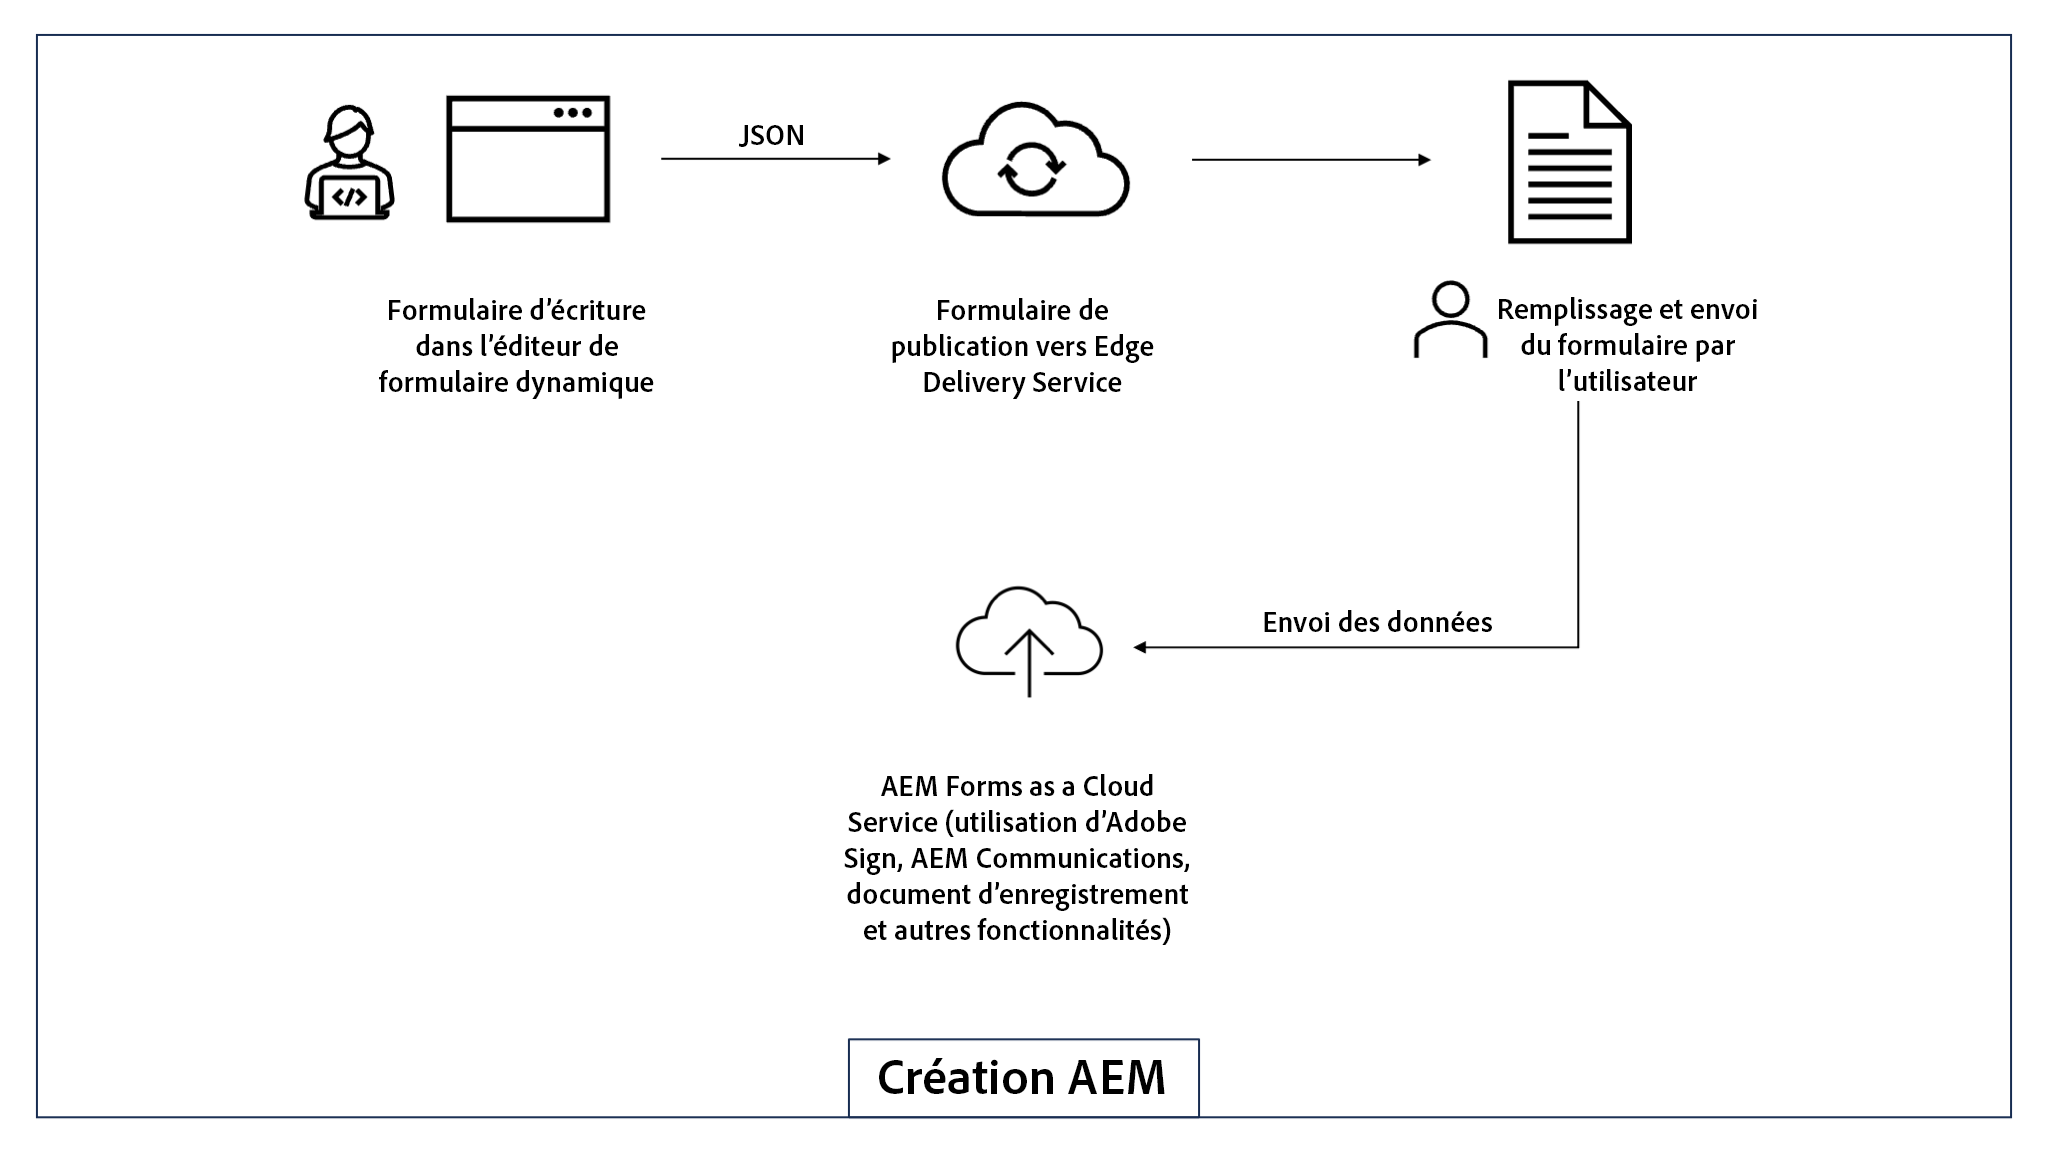 JSON
Formulaire d’écriture
dans l’éditeur de
formulaire dynamique
Formulaire de
publication vers Edge
Delivery Service
Remplissage et envoi
du formulaire par
l’utilisateur
Envoi des données
AEM Forms as a Cloud
Service (utilisation d’Adobe
Sign, AEM Communications,
document d’enregistrement
et autres fonctionnalités)
Création AEM